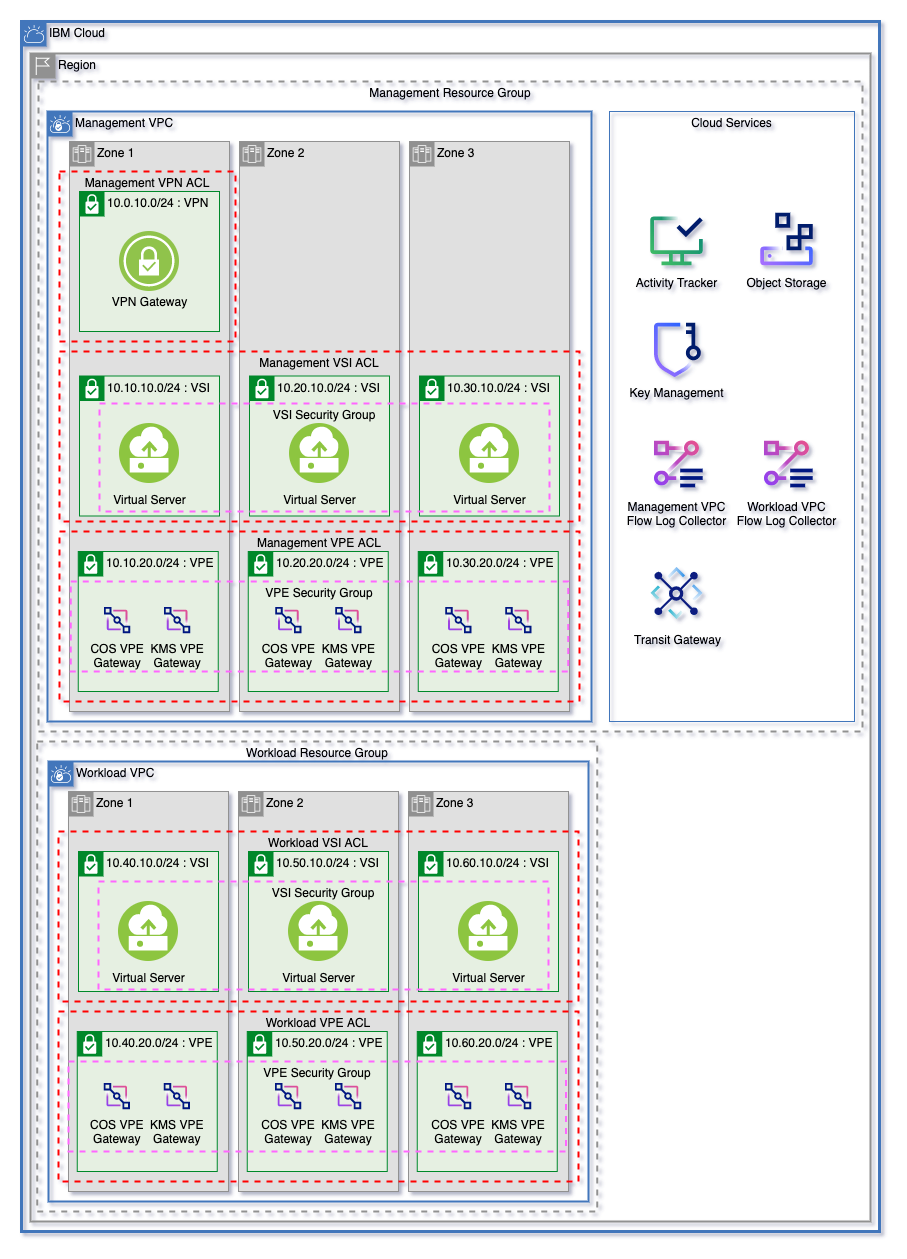 IBM Cloud
Region
Management Resource Group
Management VPC
Cloud Services
Zone 1
Zone 2
Zone 3
Management VPN ACL
10.0.10.0/24 : VPN
VPN Gateway
Activity Tracker
Object Storage
Key Management
Management VPC
Flow Log Collector
Workload VPC
Flow Log Collector
Transit Gateway
Management VSI ACL
10.10.10.0/24 : VSI
10.20.10.0/24 : VSI
10.30.10.0/24 : VSI
VSI Security Group
Virtual Server
Virtual Server
Virtual Server
Management VPE ACL
10.10.20.0/24 : VPE
10.20.20.0/24 : VPE
10.30.20.0/24 : VPE
VPE Security Group
COS VPE
Gateway
KMS VPE
Gateway
COS VPE
Gateway
KMS VPE
Gateway
COS VPE
Gateway
KMS VPE
Gateway
Workload Resource Group
Workload VPC
Zone 1
Zone 2
Zone 3
Workload VSI ACL
10.40.10.0/24 : VSI
10.50.10.0/24 : VSI
10.60.10.0/24 : VSI
VSI Security Group
Virtual Server
Virtual Server
Virtual Server
Workload VPE ACL
10.40.20.0/24 : VPE
10.50.20.0/24 : VPE
10.60.20.0/24 : VPE
VPE Security Group
COS VPE
Gateway
KMS VPE
Gateway
COS VPE
Gateway
KMS VPE
Gateway
COS VPE
Gateway
KMS VPE
Gateway